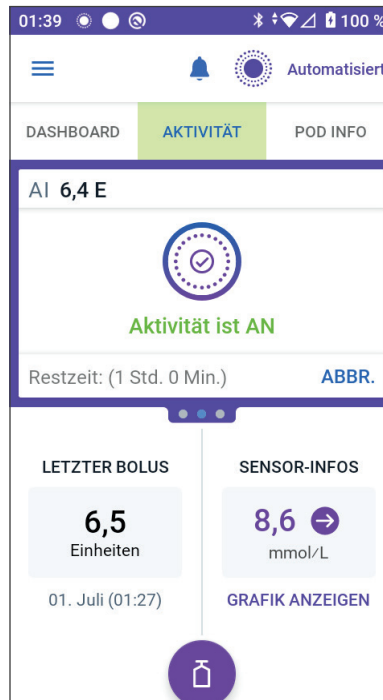 01:39 100 %
Automatisiert
DASHBOARD AKTIVITÄT POD INFO
AI 6,4 E
Aktivität ist AN
Restzeit: (1 Std. 0 Min.) ABBR.
LETZTER BOLUS SENSOR-INFOS
6,5 8,6
Einheiten mmol/L
01. Juli (01:27) GRAFIK ANZEIGEN